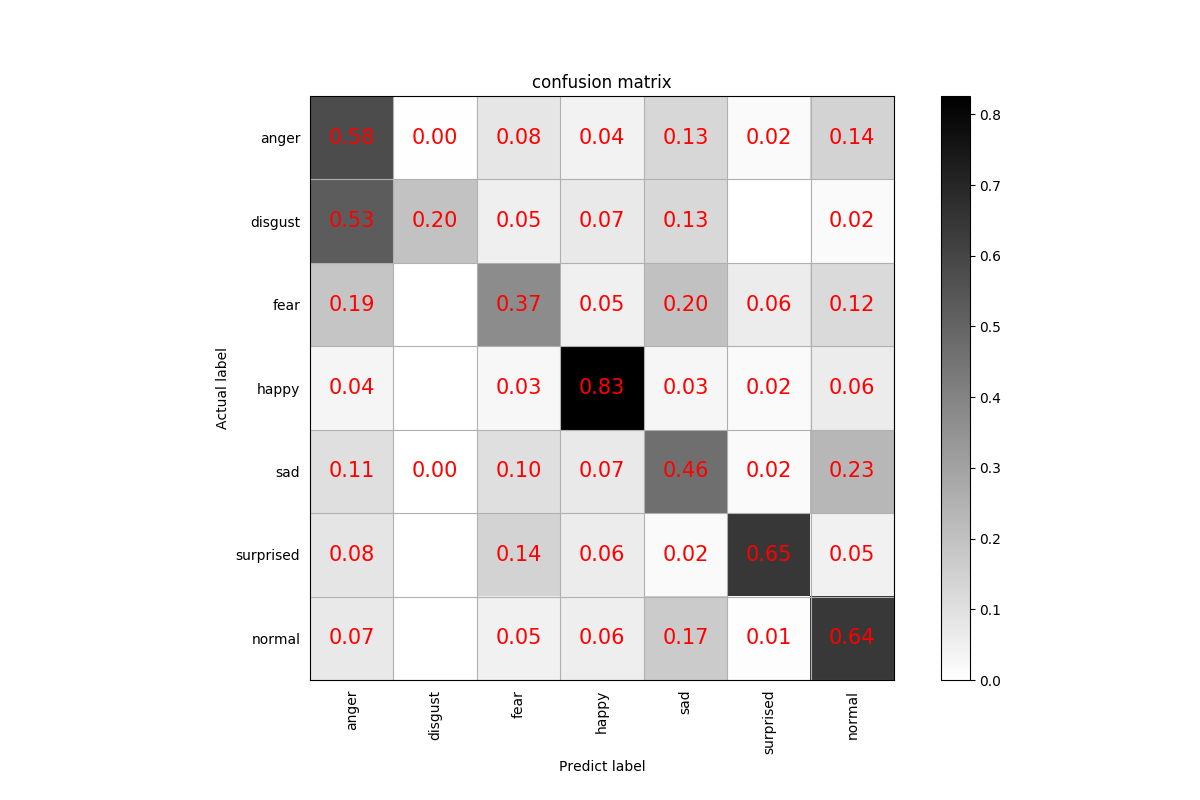 confusion matrix
anger 0.58 0.00 0.08 0.04 0.13 0.02 0.14
disgust 0.53 0.20 0.05 0.07 0.13 0.02
fear 0.19 0.37 0.05 0.20 0.06 0.12
happy 0.04 0.03 0.83 0.03 0.02 0.06
sad 0.11 0.00 0.10 0.07 0.46 0.02 0.23
surprised 0.08 0.14 0.06 0.02 0.65 0.05
normal 0.07 0.05 0.06 0.17 0.01 0.64
Actual label
anger disgust fear happy sad surprised normal
Predict label
0.8
0.7
0.6
0.5
0.4
0.3
0.2
0.1
0.0